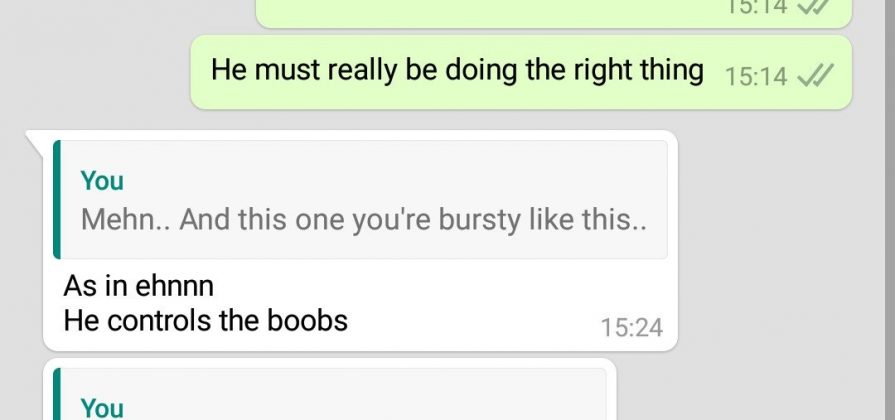 15:14
He must really be doing the right thing 15:14
You
Mehn.. And this one you're bursty like this..
As in ehnnn
He controls the boobs
15:24
You